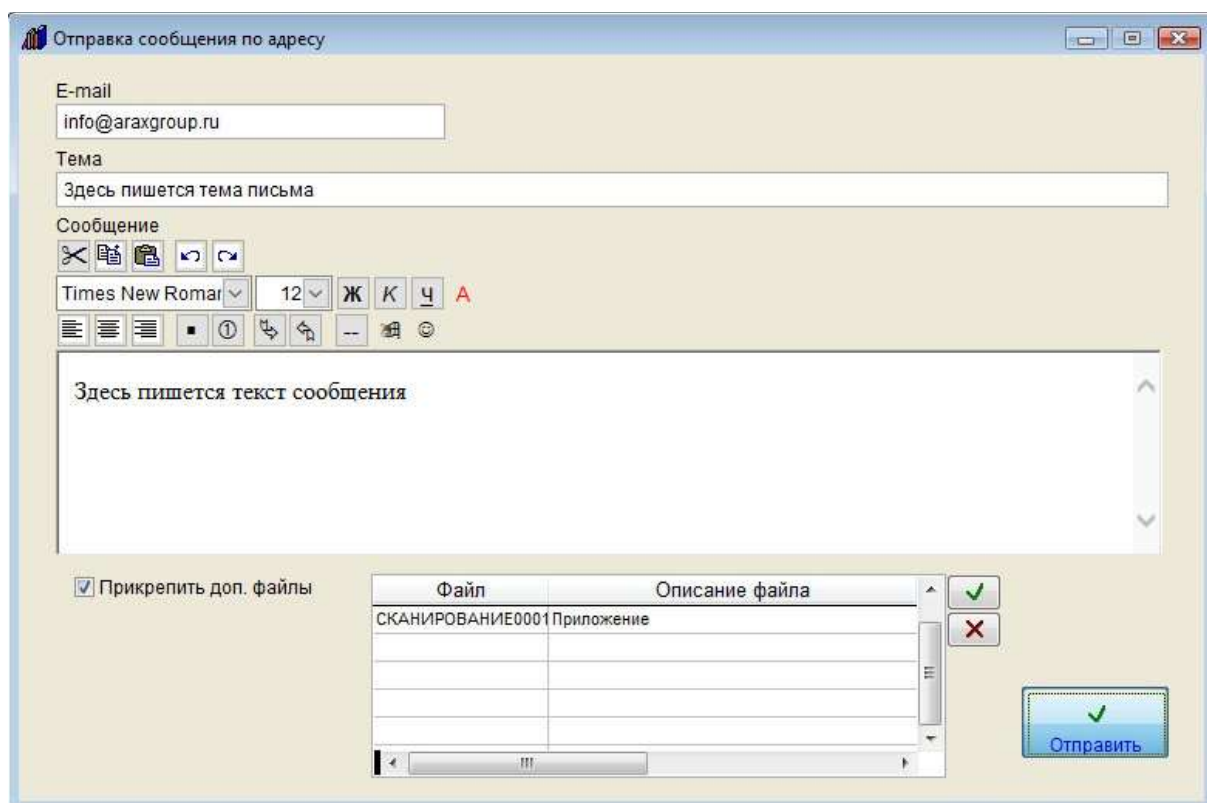 Отправка сообщения по адресу
E-mail
info@araxgroup.ru
Тема
Здесь пишется тема письма
Сообщение
Times New Roman 12 Ж К Ч А
①
--
Здесь пишется текст сообщения
Прикрепить доп. файлы
Файл Описание файла
СКАНИРОВАНИЕ0001 Приложение
Отправить